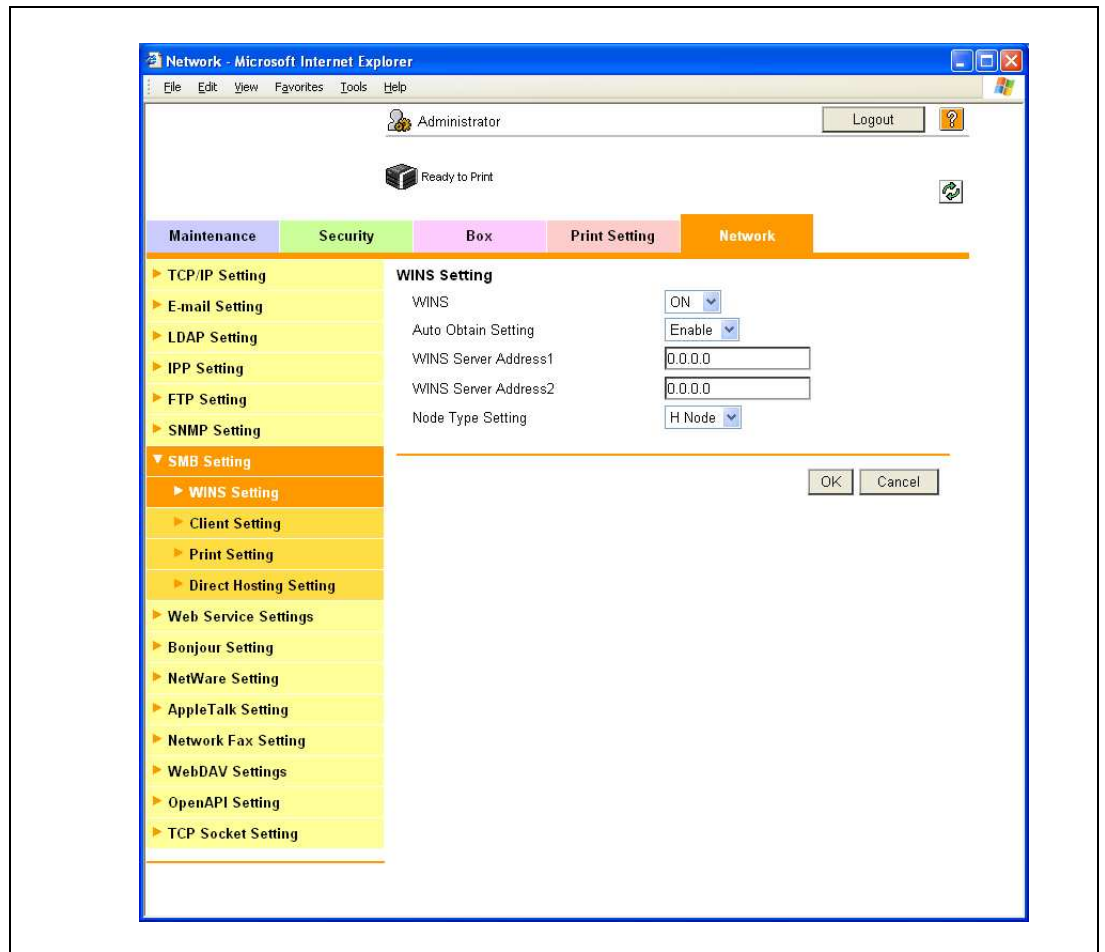 Network - Microsoft Internet Explorer
File Edit View Favorites Tools Help
Administrator
Logout
?
Ready to Print
Maintenance Security Box Print Setting Network
TCP/IP Setting
E-mail Setting
LDAP Setting
IPP Setting
FTP Setting
SNMP Setting
SMB Setting
WINS Setting
Client Setting
Print Setting
Direct Hosting Setting
Web Service Settings
Bonjour Setting
NetWare Setting
AppleTalk Setting
Network Fax Setting
WebDAV Settings
OpenAPI Setting
TCP Socket Setting
WINS Setting
WINS ON
Auto Obtain Setting Enable
WINS Server Address1 0.0.0.0
WINS Server Address2 0.0.0.0
Node Type Setting H Node
OK Cancel